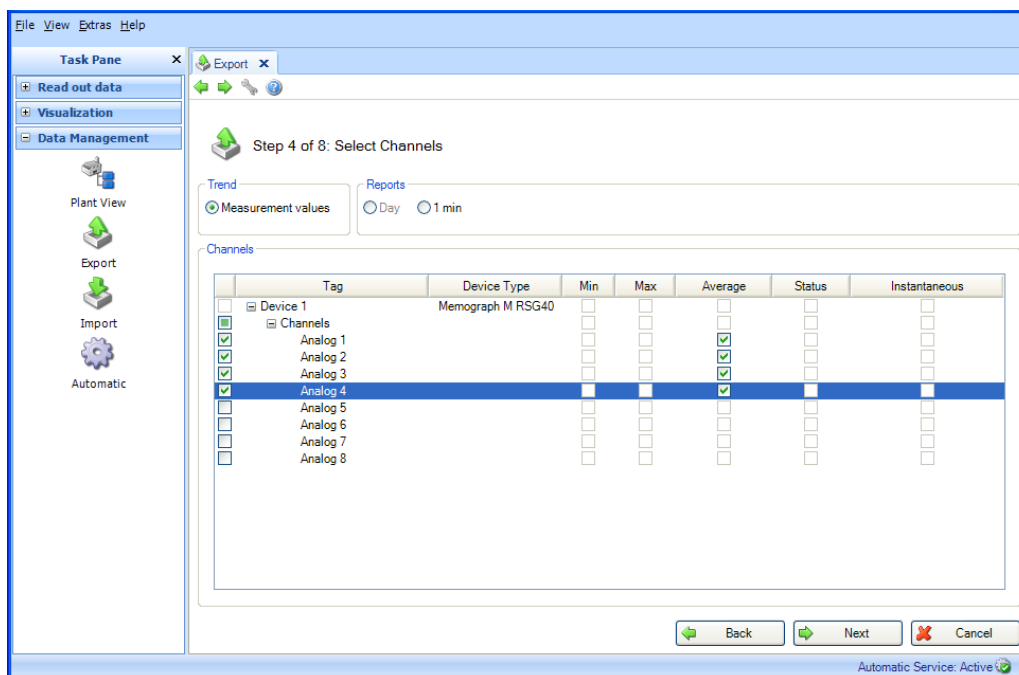 File View Extras Help
Task Pane
Export
Read out data
Visualization
Data Management
Plant View
Export
Import
Automatic
Step 4 of 8: Select Channels
Trend
Reports
Measurement values
Day
1 min
Channels
Tag Device Type Min Max Average Status Instantaneous
Device 1 Memograph M RSG40
Channels
Analog 1
Analog 2
Analog 3
Analog 4
Analog 5
Analog 6
Analog 7
Analog 8
Back Next Cancel
Automatic Service: Active